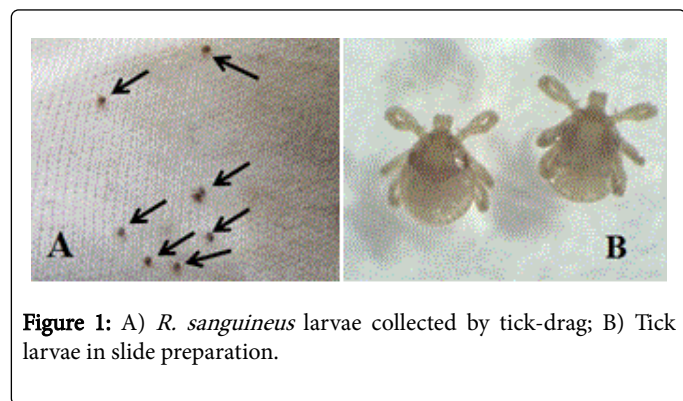 A
B
Figure 1: A) R. sanguineus larvae collected by tick-drag; B) Tick
larvae in slide preparation.